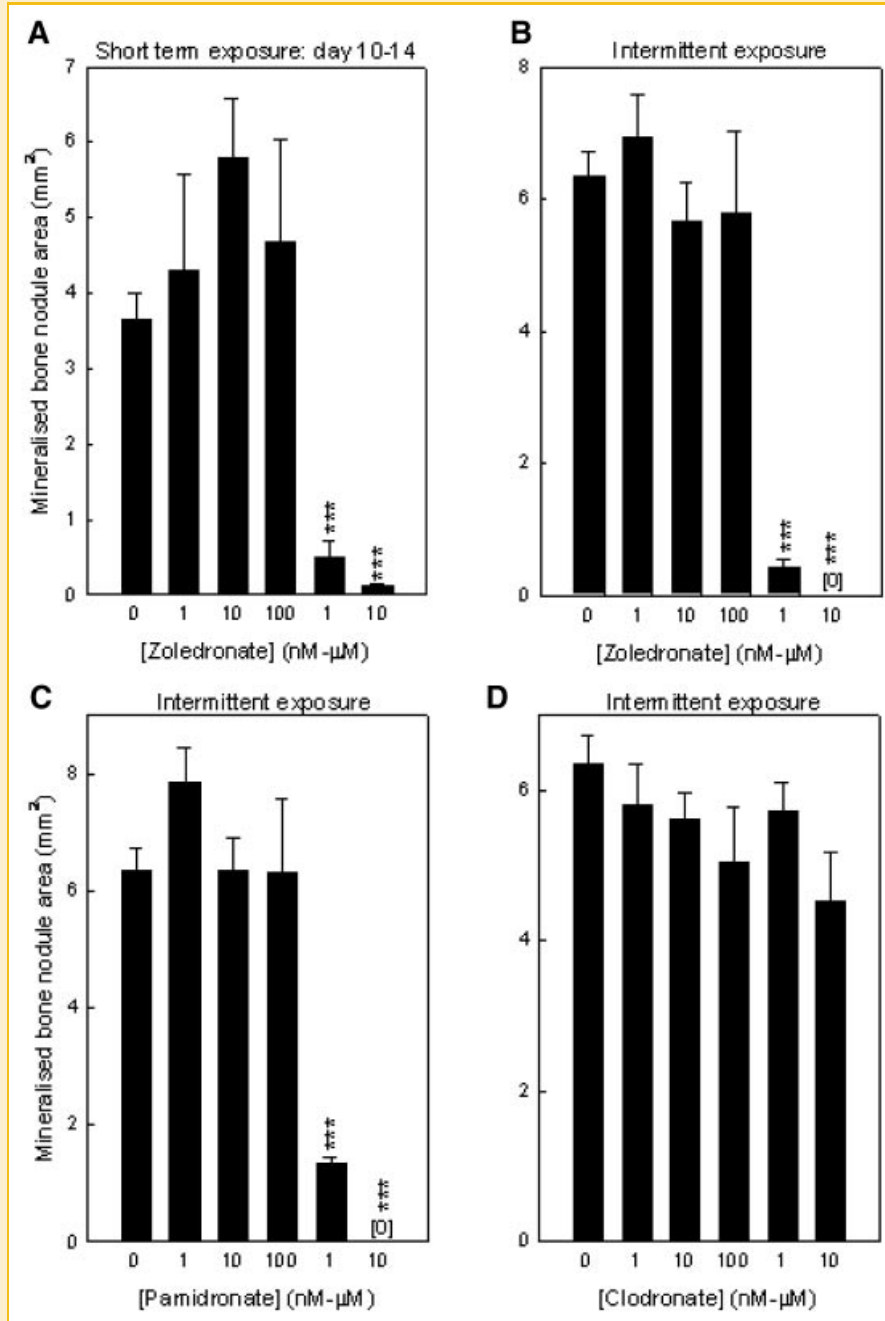 A
Short term exposure: day 10-14
Mineralised bone nodule area (mm²)
7
6
5
4
3
2
1
0
***
***
0 1 10 100 1 10
[Zoledronate] (nM-µM)
B
Intermittent exposure
8
6
4
2
0
***
***
[0]
0 1 10 100 1 10
[Zoledronate] (nM-µM)
C
Intermittent exposure
Mineralised bone nodule area (mm²)
8
6
4
2
0
***
***
[0]
0 1 10 100 1 10
[Pamidronate] (nM-µM)
D
Intermittent exposure
6
4
2
0
0 1 10 100 1 10
[Clodronate] (nM-µM)